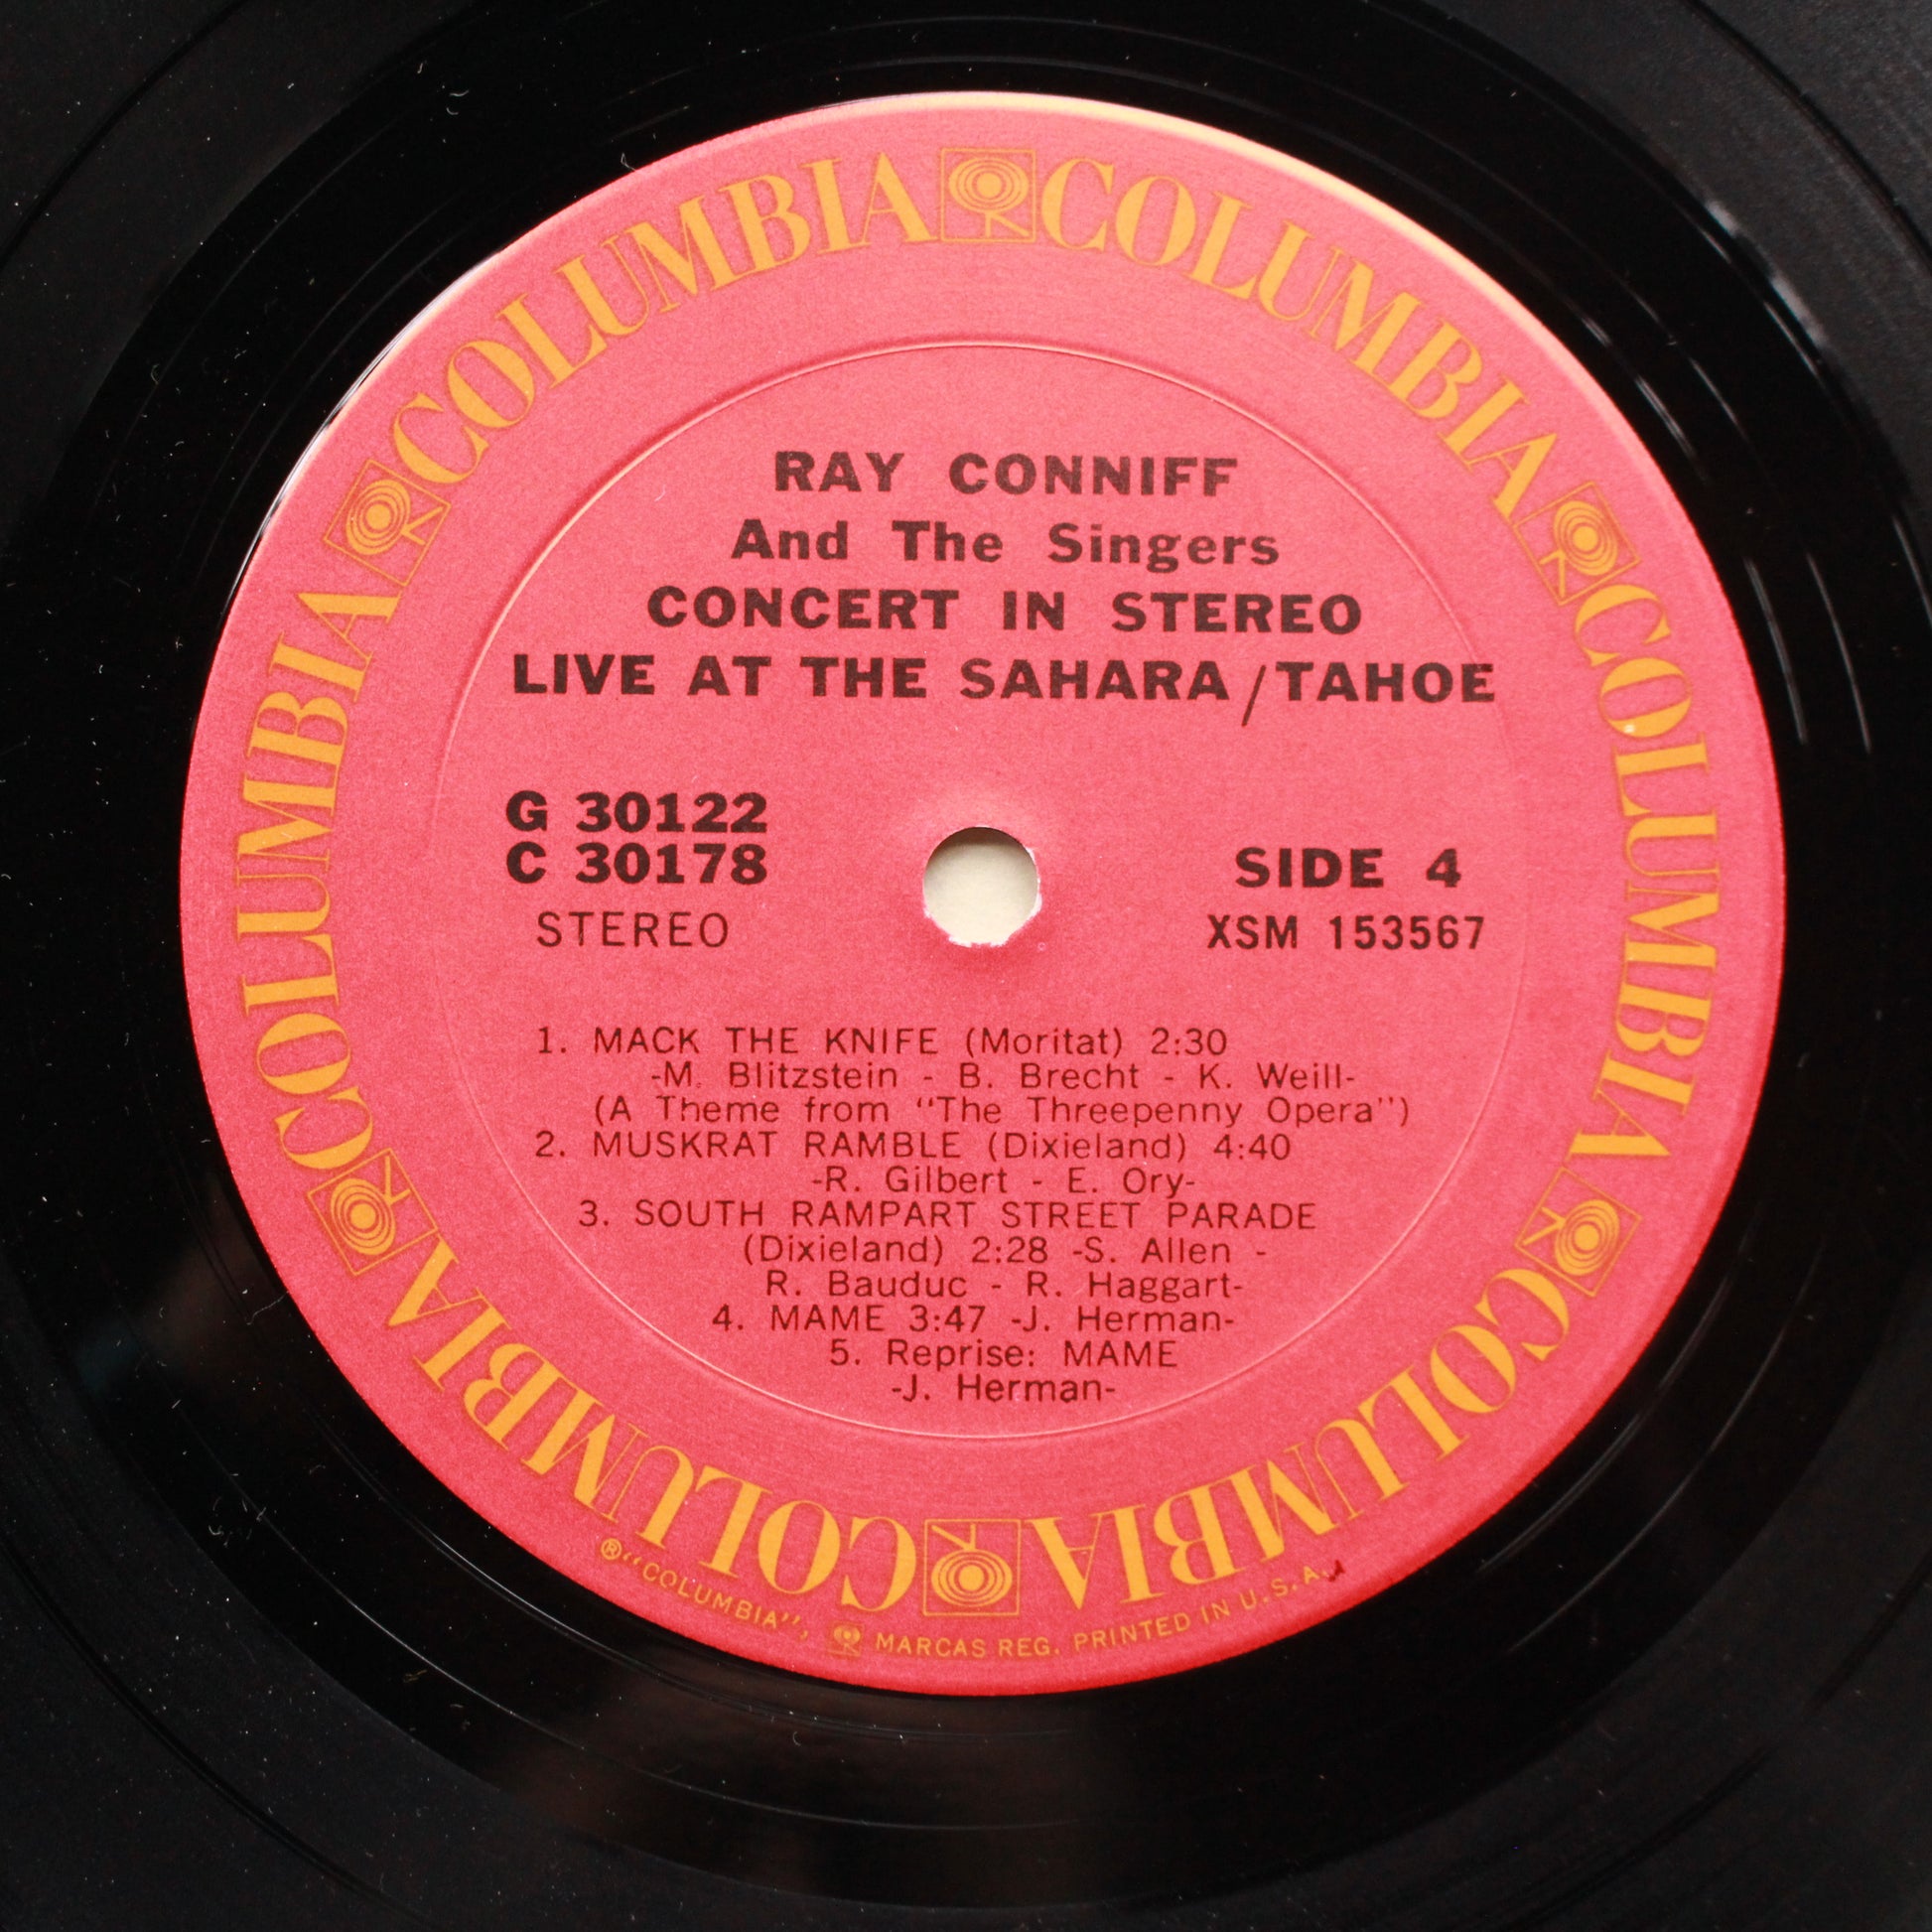 COLUMBIA COLUMBIA COLUMBIA COLUMBIA COLUMBIA COLUMBIA
RAY CONNIFF
And The Singers
CONCERT IN STEREO
LIVE AT THE SAHARA/TAHOE
G 30122
C 30178
STEREO
SIDE 4
XSM 153567
1. MACK THE KNIFE (Moritat) 2:30
-M. Blitzstein - B. Brecht - K. Weill-
(A Theme from "The Threepenny Opera")
2. MUSKRAT RAMBLE (Dixieland) 4:40
-R. Gilbert - E. Ory-
3. SOUTH RAMPART STREET PARADE
(Dixieland) 2:28 -S. Allen -
R. Bauduc - R. Haggart-
4. MAME 3:47 -J. Herman-
5. Reprise: MAME
-J. Herman-
®"COLUMBIA", MARCAS REG. PRINTED IN U.S.A.